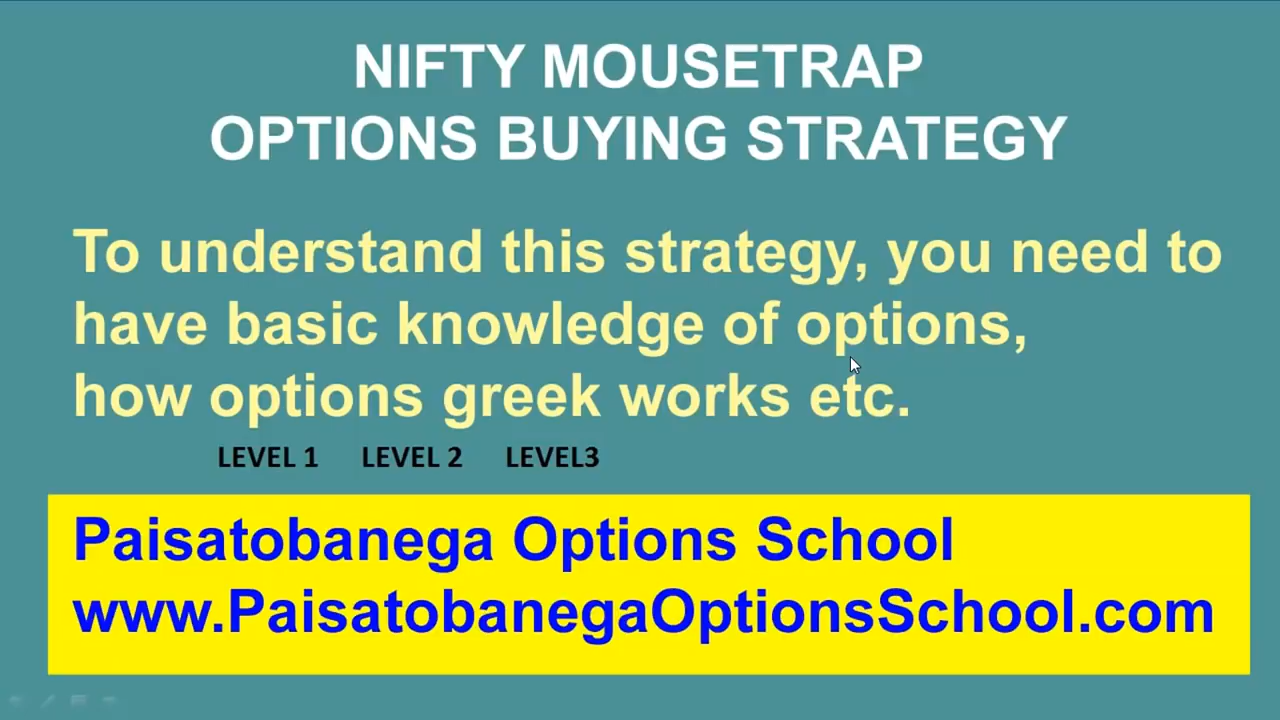 NIFTY MOUSETRAP
OPTIONS BUYING STRATEGY
To understand this strategy, you need to
have basic knowledge of options,
how options greek works etc.
LEVEL 1 LEVEL 2 LEVEL3
Paisatobanega Options School
www.PaisatobanegaOptionsSchool.com